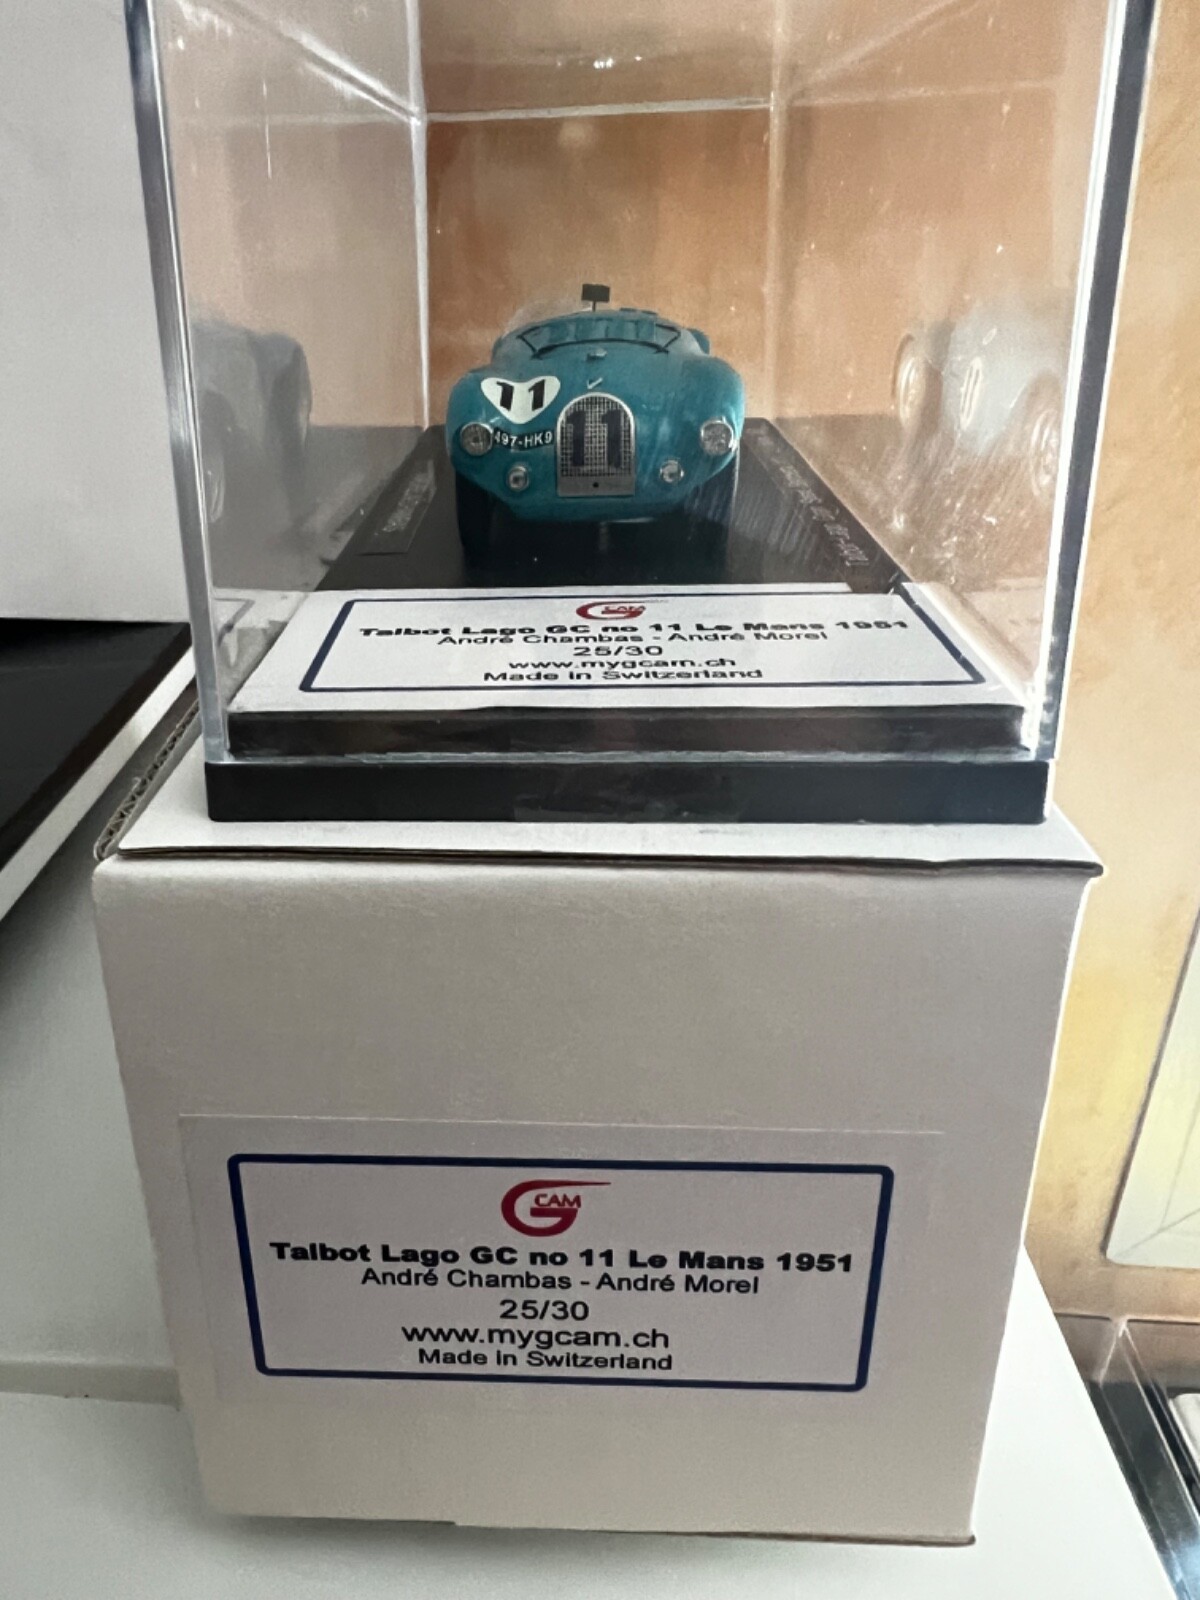 11
497-HK9
11
CAM
Talbot Lago GC no 11 Le Mans 1951
André Chambas - André Morel
25/30
www.mygcam.ch
Made in Switzerland
CAM
Talbot Lago GC no 11 Le Mans 1951
André Chambas - André Morel
25/30
www.mygcam.ch
Made in Switzerland